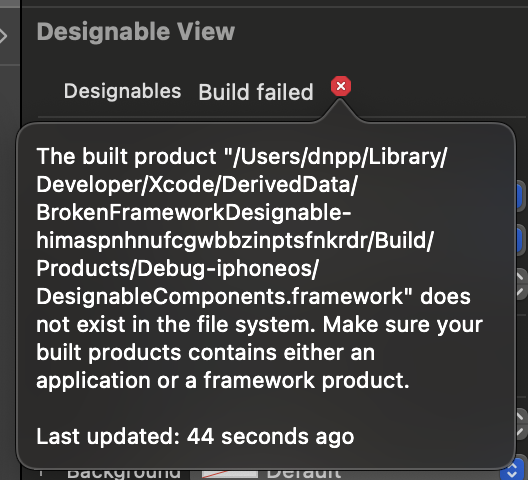 Designable View
Designables Build failed
The built product "/Users/dnpp/Library/
Developer/Xcode/DerivedData/
BrokenFrameworkDesignable-
himaspnhnufcgwbbzinptsfnkrdr/Build/
Products/Debug-iphoneos/
DesignableComponents.framework" does
not exist in the file system. Make sure your
built products contains either an
application or a framework product.
Last updated: 44 seconds ago
Background Default